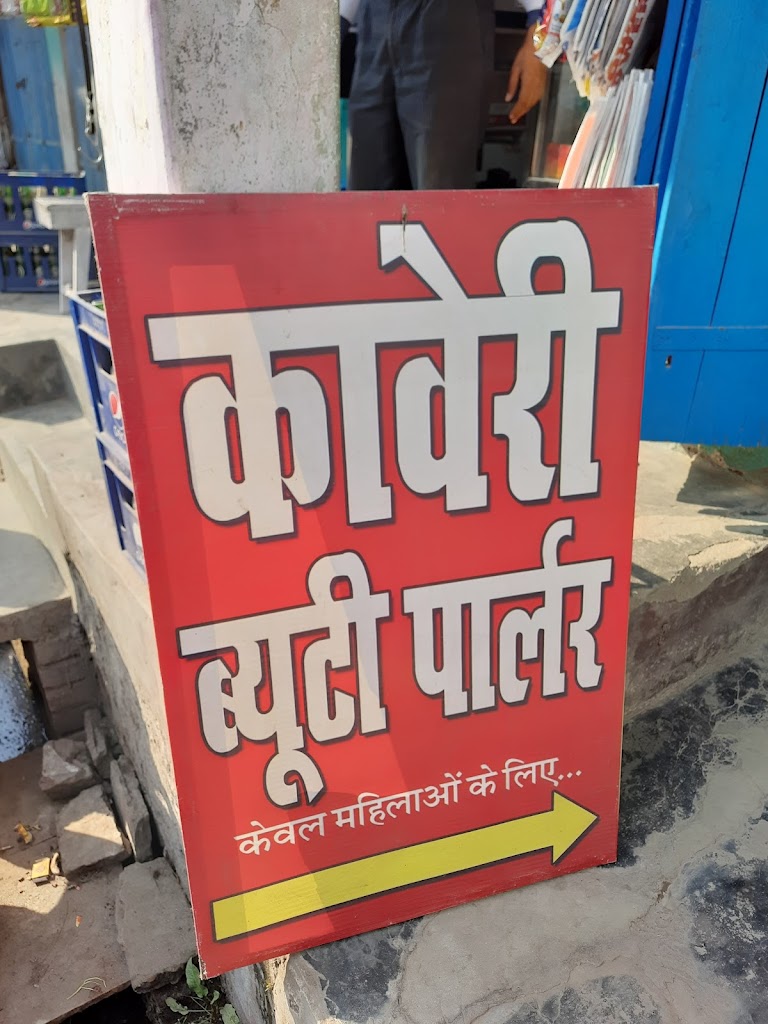 कावेरी
ब्यूटी पार्लर
केवल महिलाओं के लिए...